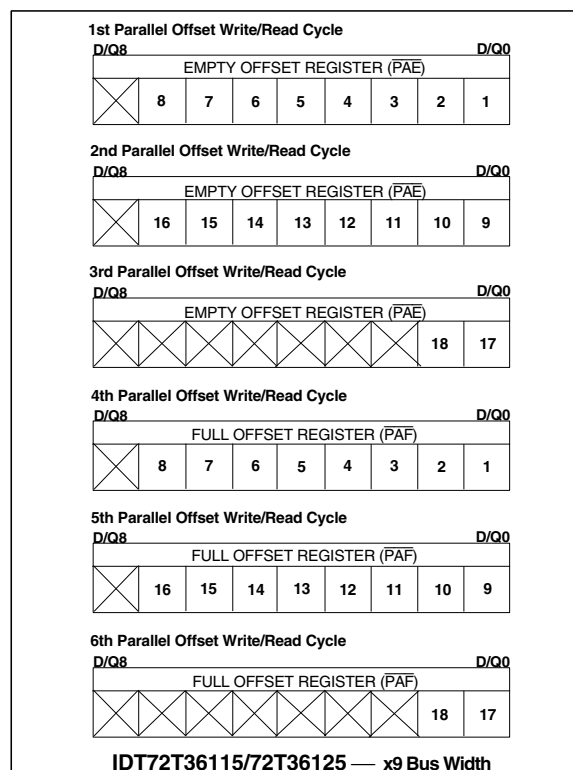 1st Parallel Offset Write/Read Cycle
D/Q8 D/Q0
EMPTY OFFSET REGISTER (PAE)
8 7 6 5 4 3 2 1
2nd Parallel Offset Write/Read Cycle
D/Q8 D/Q0
EMPTY OFFSET REGISTER (PAE)
16 15 14 13 12 11 10 9
3rd Parallel Offset Write/Read Cycle
D/Q8 D/Q0
EMPTY OFFSET REGISTER (PAE)
18 17
4th Parallel Offset Write/Read Cycle
D/Q8 D/Q0
FULL OFFSET REGISTER (PAF)
8 7 6 5 4 3 2 1
5th Parallel Offset Write/Read Cycle
D/Q8 D/Q0
FULL OFFSET REGISTER (PAF)
16 15 14 13 12 11 10 9
6th Parallel Offset Write/Read Cycle
D/Q8 D/Q0
FULL OFFSET REGISTER (PAF)
18 17
IDT72T36115/72T36125 — x9 Bus Width